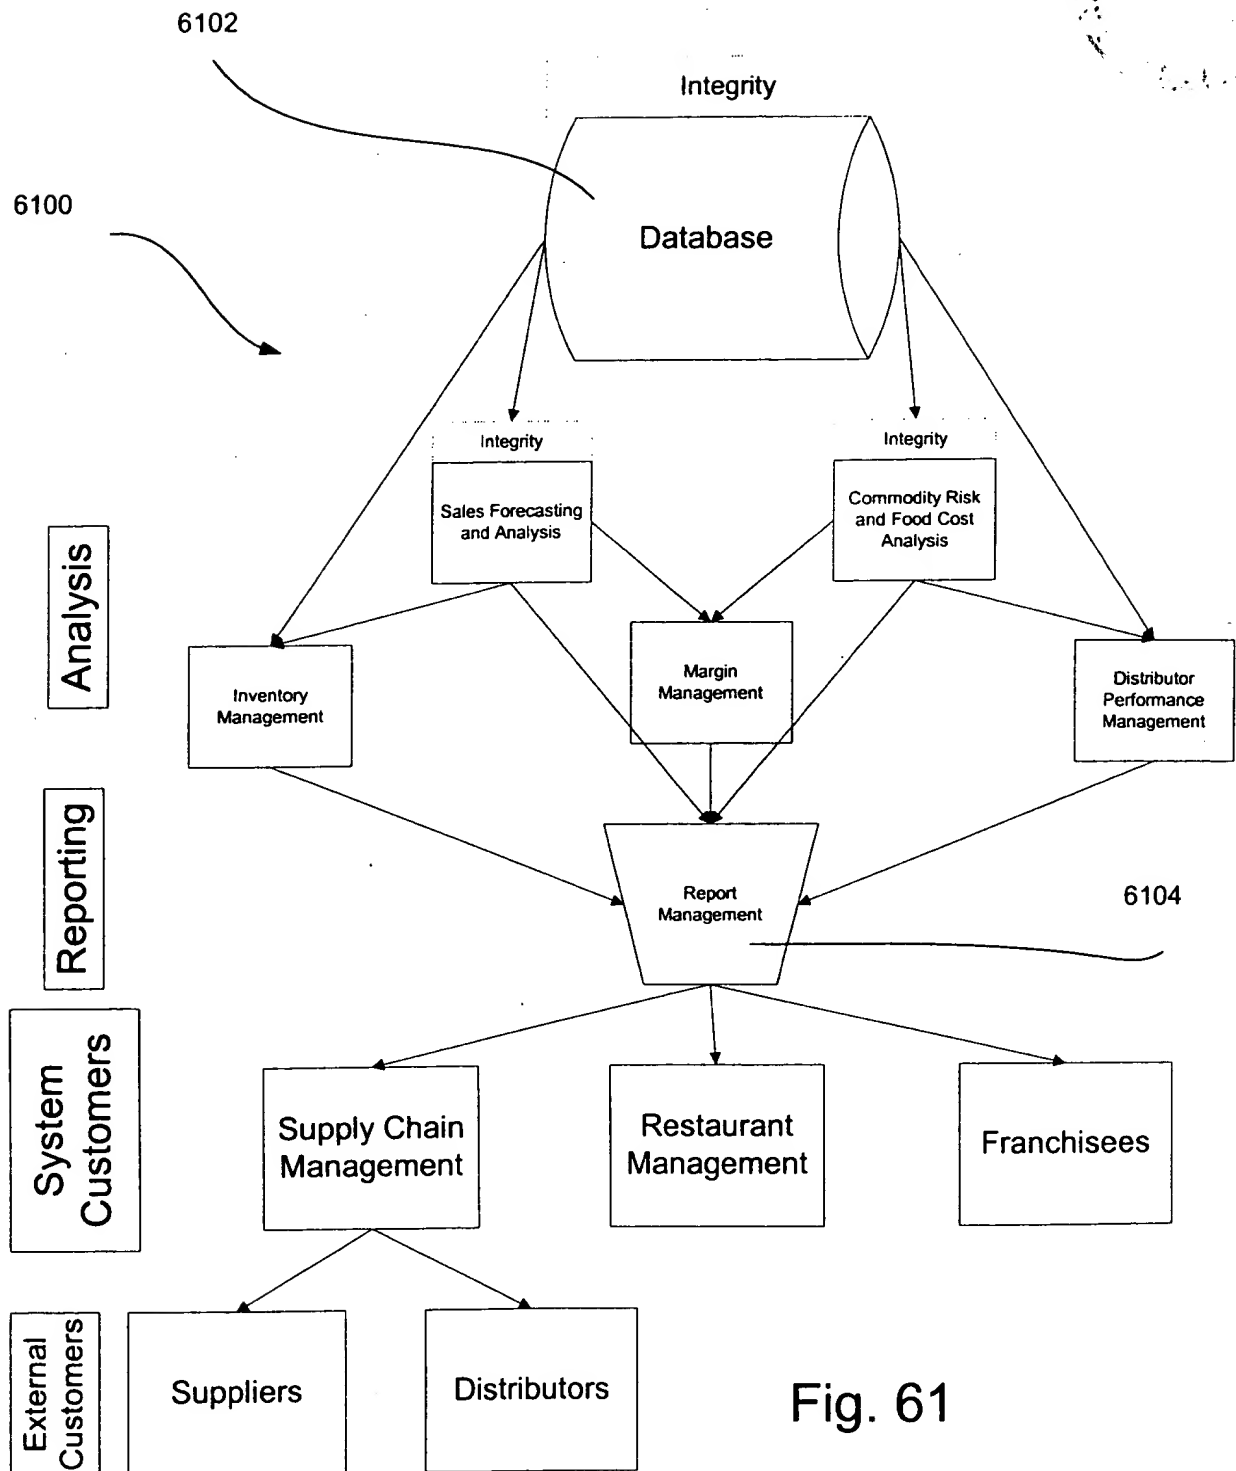 6102
Integrity
6100
Database
Integrity
Integrity
Sales Forecasting
and Analysis
Commodity Risk
and Food Cost
Analysis
Analysis
Inventory
Management
Margin
Management
Distributor
Performance
Management
Reporting
Report
Management
6104
System
Customers
Supply Chain
Management
Restaurant
Management
Franchisees
External
Customers
Suppliers
Distributors
Fig. 61